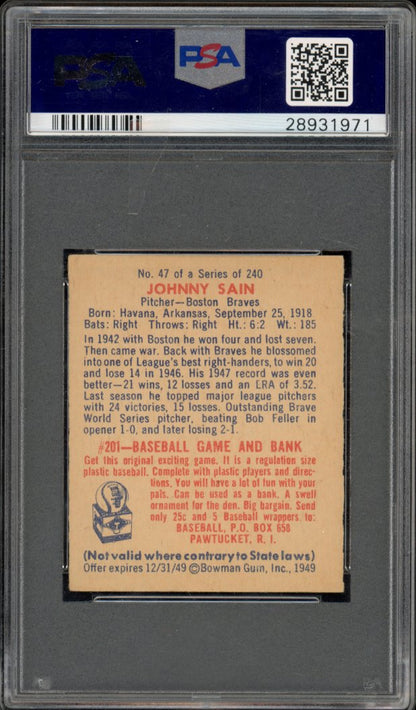 PSA PSA
28931971
No. 47 of a Series of 240
JOHNNY SAIN
Pitcher—Boston Braves
Born: Havana, Arkansas, September 25, 1918
Bats: Right Throws: Right Ht.: 6:2 Wt.: 185
In 1942 with Boston he won four and lost seven.
Then came war. Back with Braves he blossomed
into one of League's best right-handers, to win 20
and lose 14 in 1946. His 1947 record was even
better—21 wins, 12 losses and an ERA of 3.52.
Last season he topped major league pitchers
with 24 victories, 15 losses. Outstanding Brave
World Series pitcher, beating Bob Feller in
opener 1-0, and later losing 2-1.
#201—BASEBALL GAME AND BANK
Get this original exciting game. It is a regulation size
plastic baseball. Complete with plastic players and direc-
tions. You will have a lot of fun with your
pals. Can be used as a bank. A swell
ornament for the den. Big bargain. Send
only 25c and 5 Baseball wrappers to:
BASEBALL, P.O. BOX 658
PAWTUCKET, R. I.
(Not valid where contrary to State laws)
Offer expires 12/31/49 ©Bowman Gum, Inc., 1949